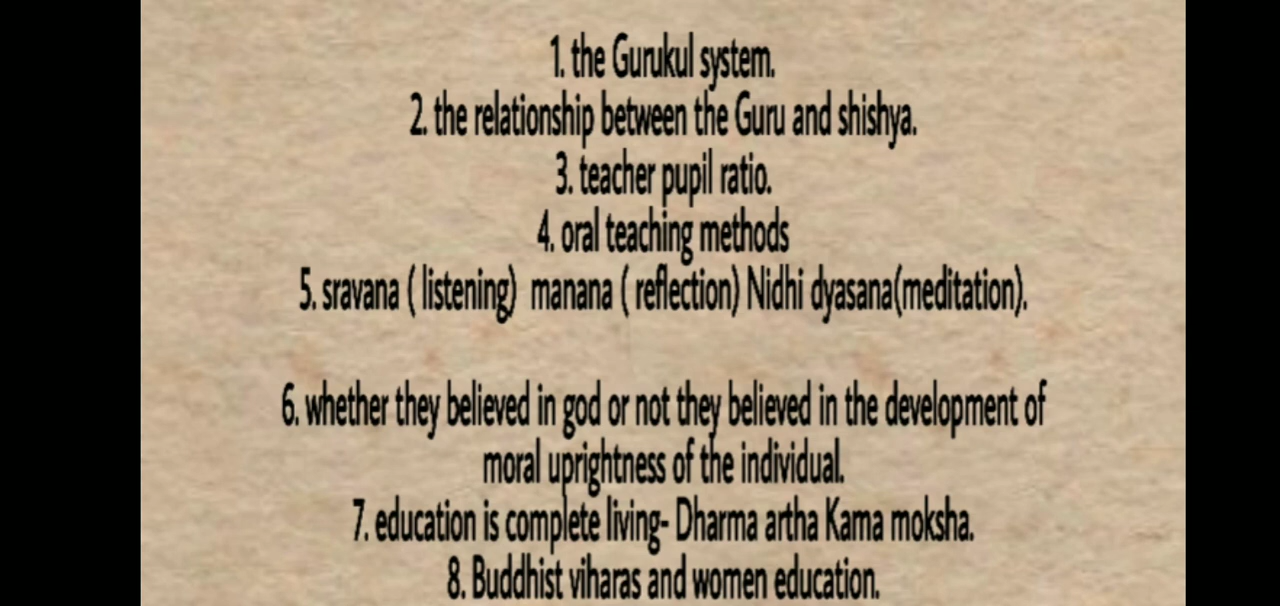 1. the Gurukul system.
2. the relationship between the Guru and shishya.
3. teacher pupil ratio.
4. oral teaching methods
5. sravana ( listening)  manana ( reflection) Nidhi dyasana(meditation).
6. whether they believed in god or not they believed in the development of
moral uprightness of the individual.
7. education is complete living- Dharma artha Kama moksha.
8. Buddhist viharas and women education.